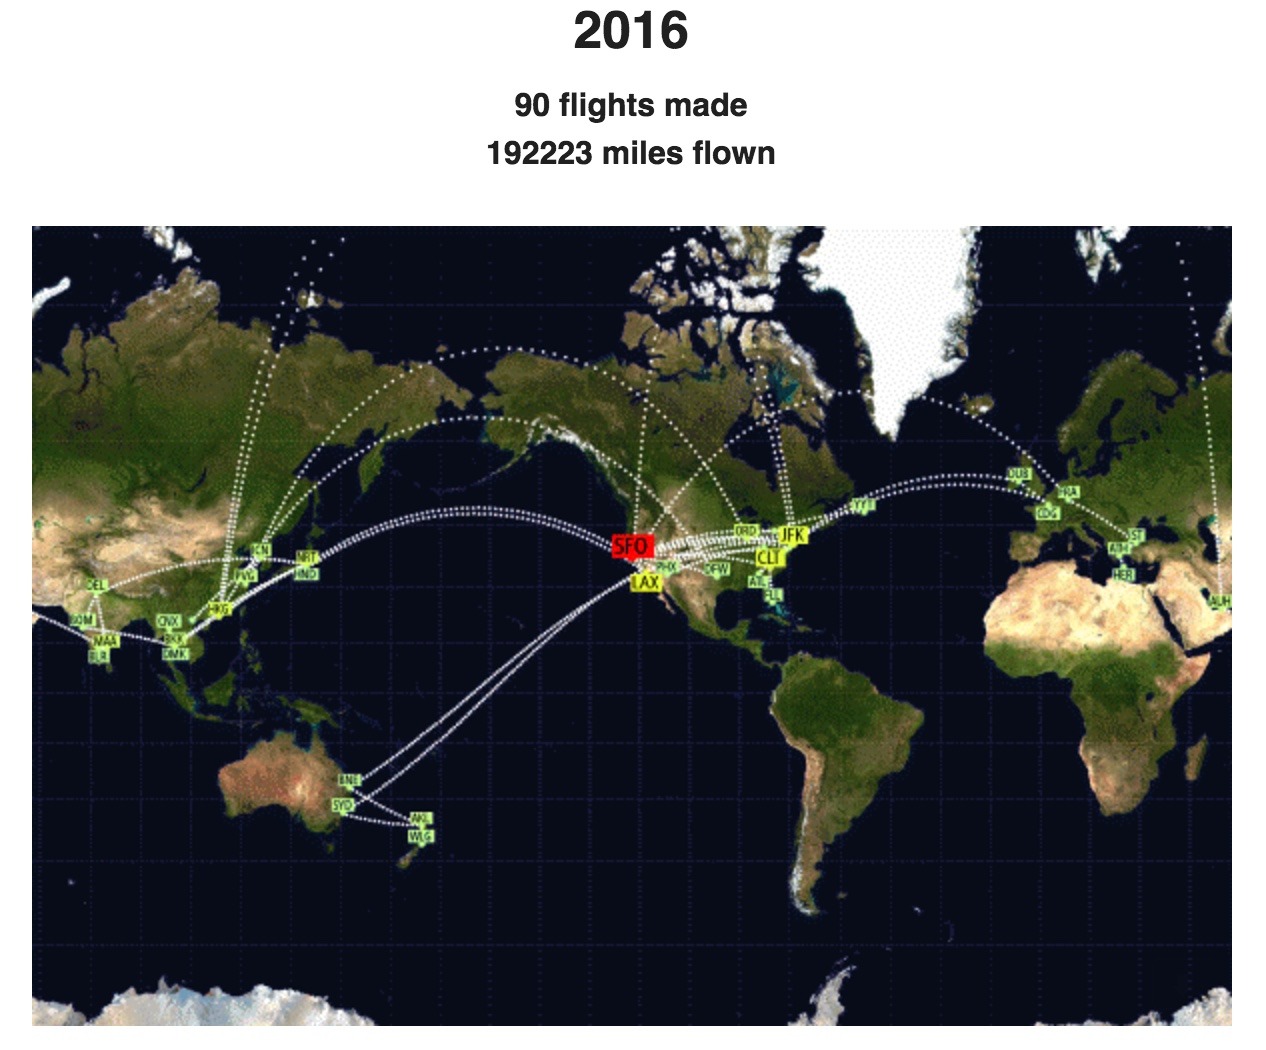 2016
90 flights made
192223 miles flown
DUB
FRA
CDG
YYT
ORD
JFK
IST
SFO
ATH
ICN
NRT
CLT
PHX
DFW
HND
PVG
HER
LAX
ATL
DEL
FLL
AUH
HKG
BOM
CNX
MAA
BKK
BLR
DMK
BNE
SYD
AKL
WLG